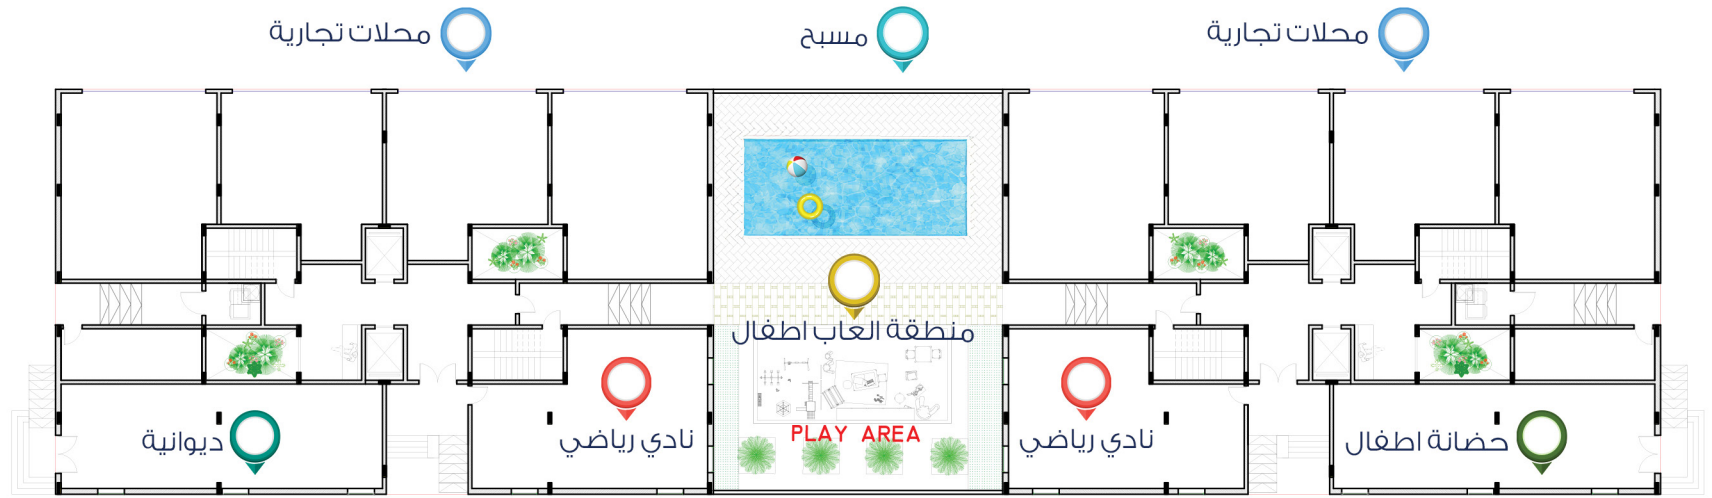 محلات تجارية
مسبح
محلات تجارية
منطقة العاب اطفال
PLAY AREA
نادي رياضي
نادي رياضي
حضانة اطفال
ديوانية